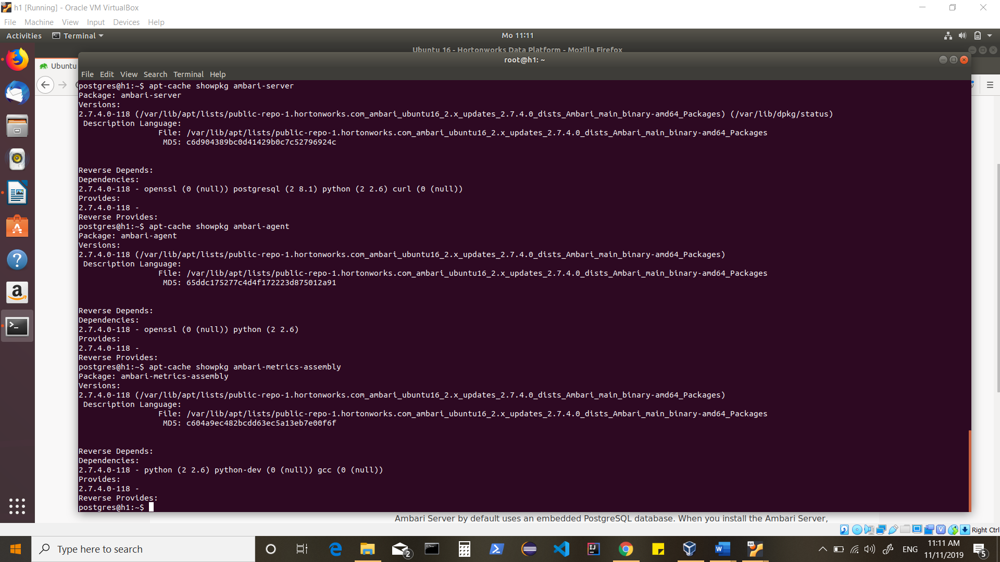 h1 [Running] - Oracle VM VirtualBox
File Machine View Input Devices Help
Activities Terminal Mo 11:11
Ubuntu 16 - Hortonworks Data Platform - Mozilla Firefox
root@h1: ~
Ubuntu
File Edit View Search Terminal Help
postgres@h1:~$ apt-cache showpkg ambari-server
Package: ambari-server
Versions:
2.7.4.0-118 (/var/lib/apt/lists/public-repo-1.hortonworks.com_ambari_ubuntu16_2.x_updates_2.7.4.0_dists_Ambari_main_binary-amd64_Packages) (/var/lib/dpkg/status)
Description Language:
File: /var/lib/apt/lists/public-repo-1.hortonworks.com_ambari_ubuntu16_2.x_updates_2.7.4.0_dists_Ambari_main_binary-amd64_Packages
MD5: c6d904389bc0d41429b0c7c52796924c
Reverse Depends:
Dependencies:
2.7.4.0-118 - openssl (0 (null)) postgresql (2 8.1) python (2 2.6) curl (0 (null))
Provides:
2.7.4.0-118 -
Reverse Provides:
postgres@h1:~$ apt-cache showpkg ambari-agent
Package: ambari-agent
Versions:
2.7.4.0-118 (/var/lib/apt/lists/public-repo-1.hortonworks.com_ambari_ubuntu16_2.x_updates_2.7.4.0_dists_Ambari_main_binary-amd64_Packages)
Description Language:
File: /var/lib/apt/lists/public-repo-1.hortonworks.com_ambari_ubuntu16_2.x_updates_2.7.4.0_dists_Ambari_main_binary-amd64_Packages
MD5: 65ddc175277c4d4f172223d875012a91
Reverse Depends:
Dependencies:
2.7.4.0-118 - openssl (0 (null)) python (2 2.6)
Provides:
2.7.4.0-118 -
Reverse Provides:
postgres@h1:~$ apt-cache showpkg ambari-metrics-assembly
Package: ambari-metrics-assembly
Versions:
2.7.4.0-118 (/var/lib/apt/lists/public-repo-1.hortonworks.com_ambari_ubuntu16_2.x_updates_2.7.4.0_dists_Ambari_main_binary-amd64_Packages)
Description Language:
File: /var/lib/apt/lists/public-repo-1.hortonworks.com_ambari_ubuntu16_2.x_updates_2.7.4.0_dists_Ambari_main_binary-amd64_Packages
MD5: c604a9ec482bcdd63ec5a13eb7e00f6f
Reverse Depends:
Dependencies:
2.7.4.0-118 - python (2 2.6) python-dev (0 (null)) gcc (0 (null))
Provides:
2.7.4.0-118 -
Reverse Provides:
postgres@h1:~$
Ambari Server by default uses an embedded PostgreSQL database. When you install the Ambari Server,
Right Ctrl
Type here to search
2
ENG
11:11 AM
11/11/2019
5